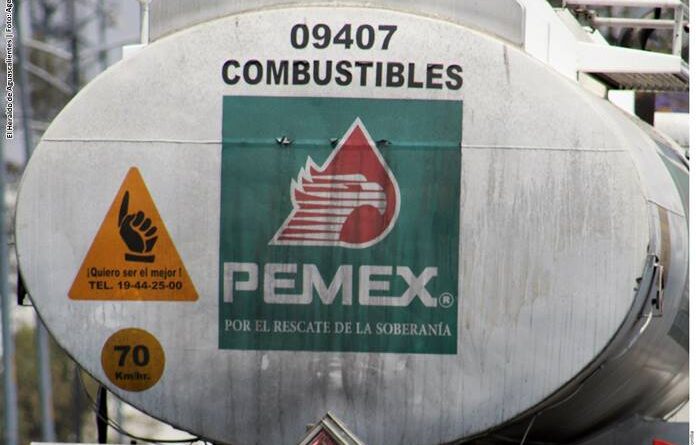 El Heraldo de Aguascalientes | Foto:
09407
COMBUSTIBLES
PEMEX®
POR EL RESCATE DE LA SOBERANÍA
¡Quiero ser el mejor!
TEL. 19-44-25-00
70
Km/hr.